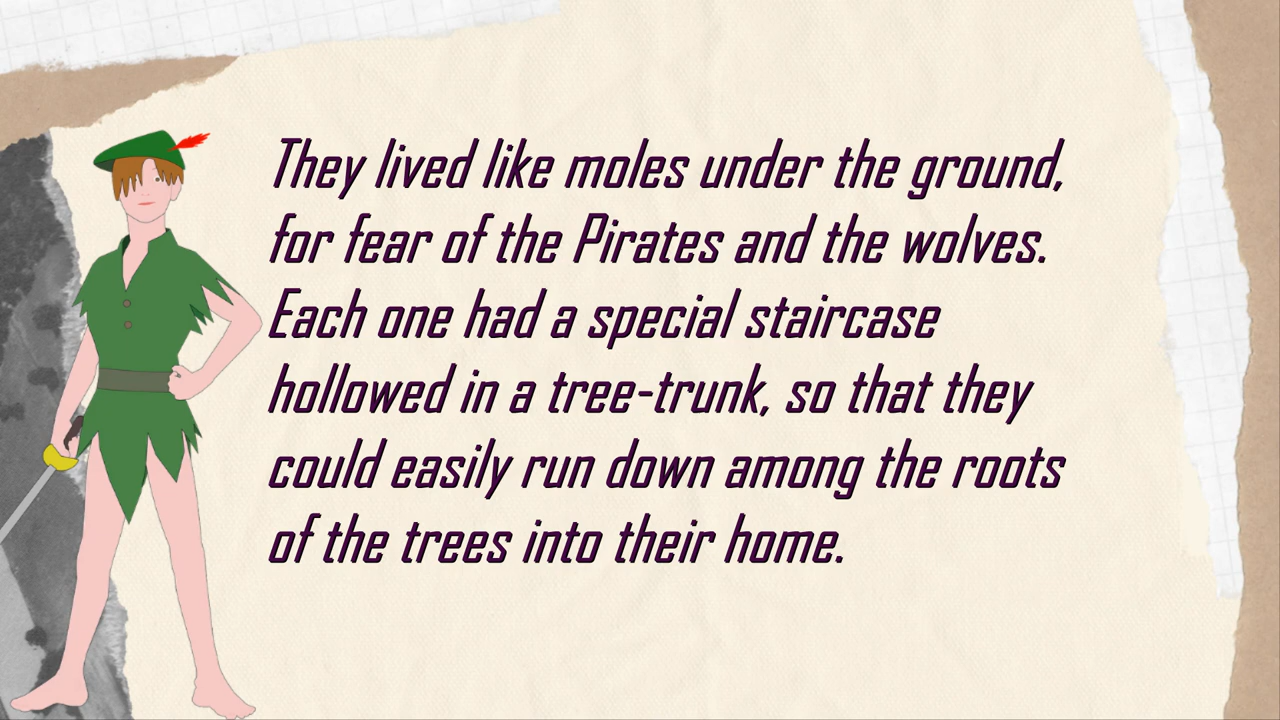 They lived like moles under the ground,
for fear of the Pirates and the wolves.
Each one had a special staircase
hollowed in a tree-trunk, so that they
could easily run down among the roots
of the trees into their home.